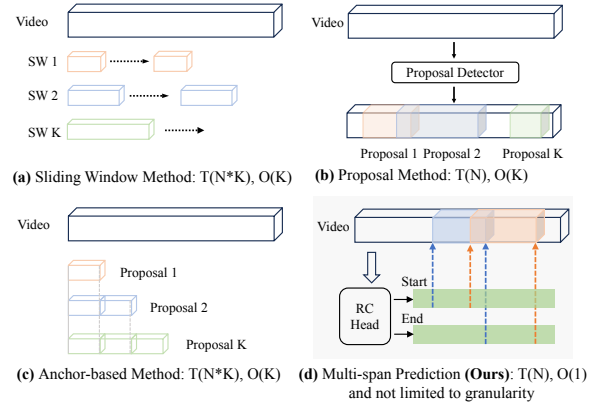 Video
SW 1
SW 2
SW K
(a) Sliding Window Method: T(N*K), O(K)
Video
Proposal Detector
Proposal 1 Proposal 2 Proposal K
(b) Proposal Method: T(N), O(K)
Video
Proposal 1
Proposal 2
Proposal K
(c) Anchor-based Method: T(N*K), O(K)
Video
Start
RC
Head
End
(d) Multi-span Prediction (Ours): T(N), O(1)
and not limited to granularity